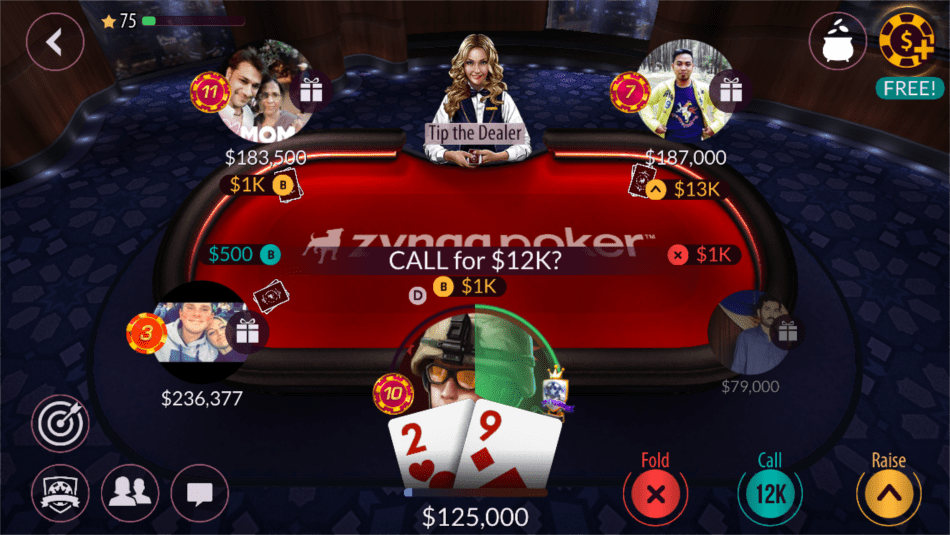 75
11
7
FREE!
MOM
Tip the Dealer
$183,500
$187,000
$1K B
$13K
$500 B
zynga poker™
$1K
CALL for $12K?
D
B $1K
3
$236,377
10
$79,000
2
9
Fold
Call
12K
Raise
$125,000